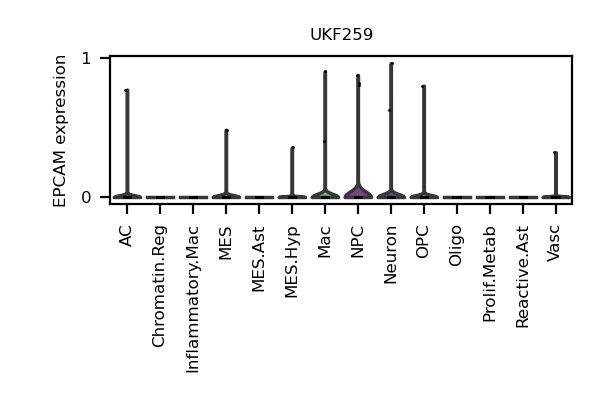 UKF259
EPCAM expression
1
0
AC
Chromatin.Reg
Inflammatory.Mac
MES
MES.Ast
MES.Hyp
Mac
NPC
Neuron
OPC
Oligo
Prolif.Metab
Reactive.Ast
Vasc